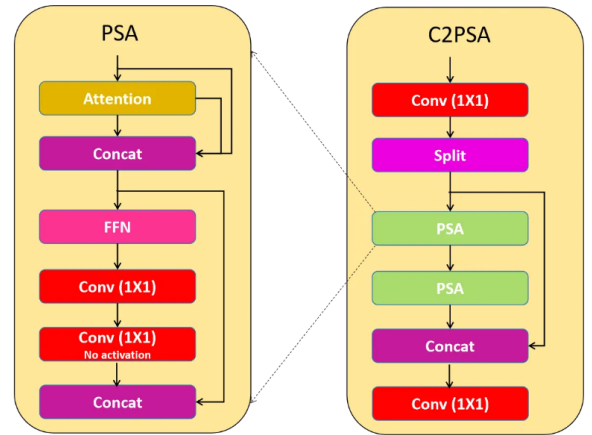 PSA
Attention
Concat
FFN
Conv (1X1)
Conv (1X1)
No activation
Concat
C2PSA
Conv (1X1)
Split
PSA
PSA
Concat
Conv (1X1)